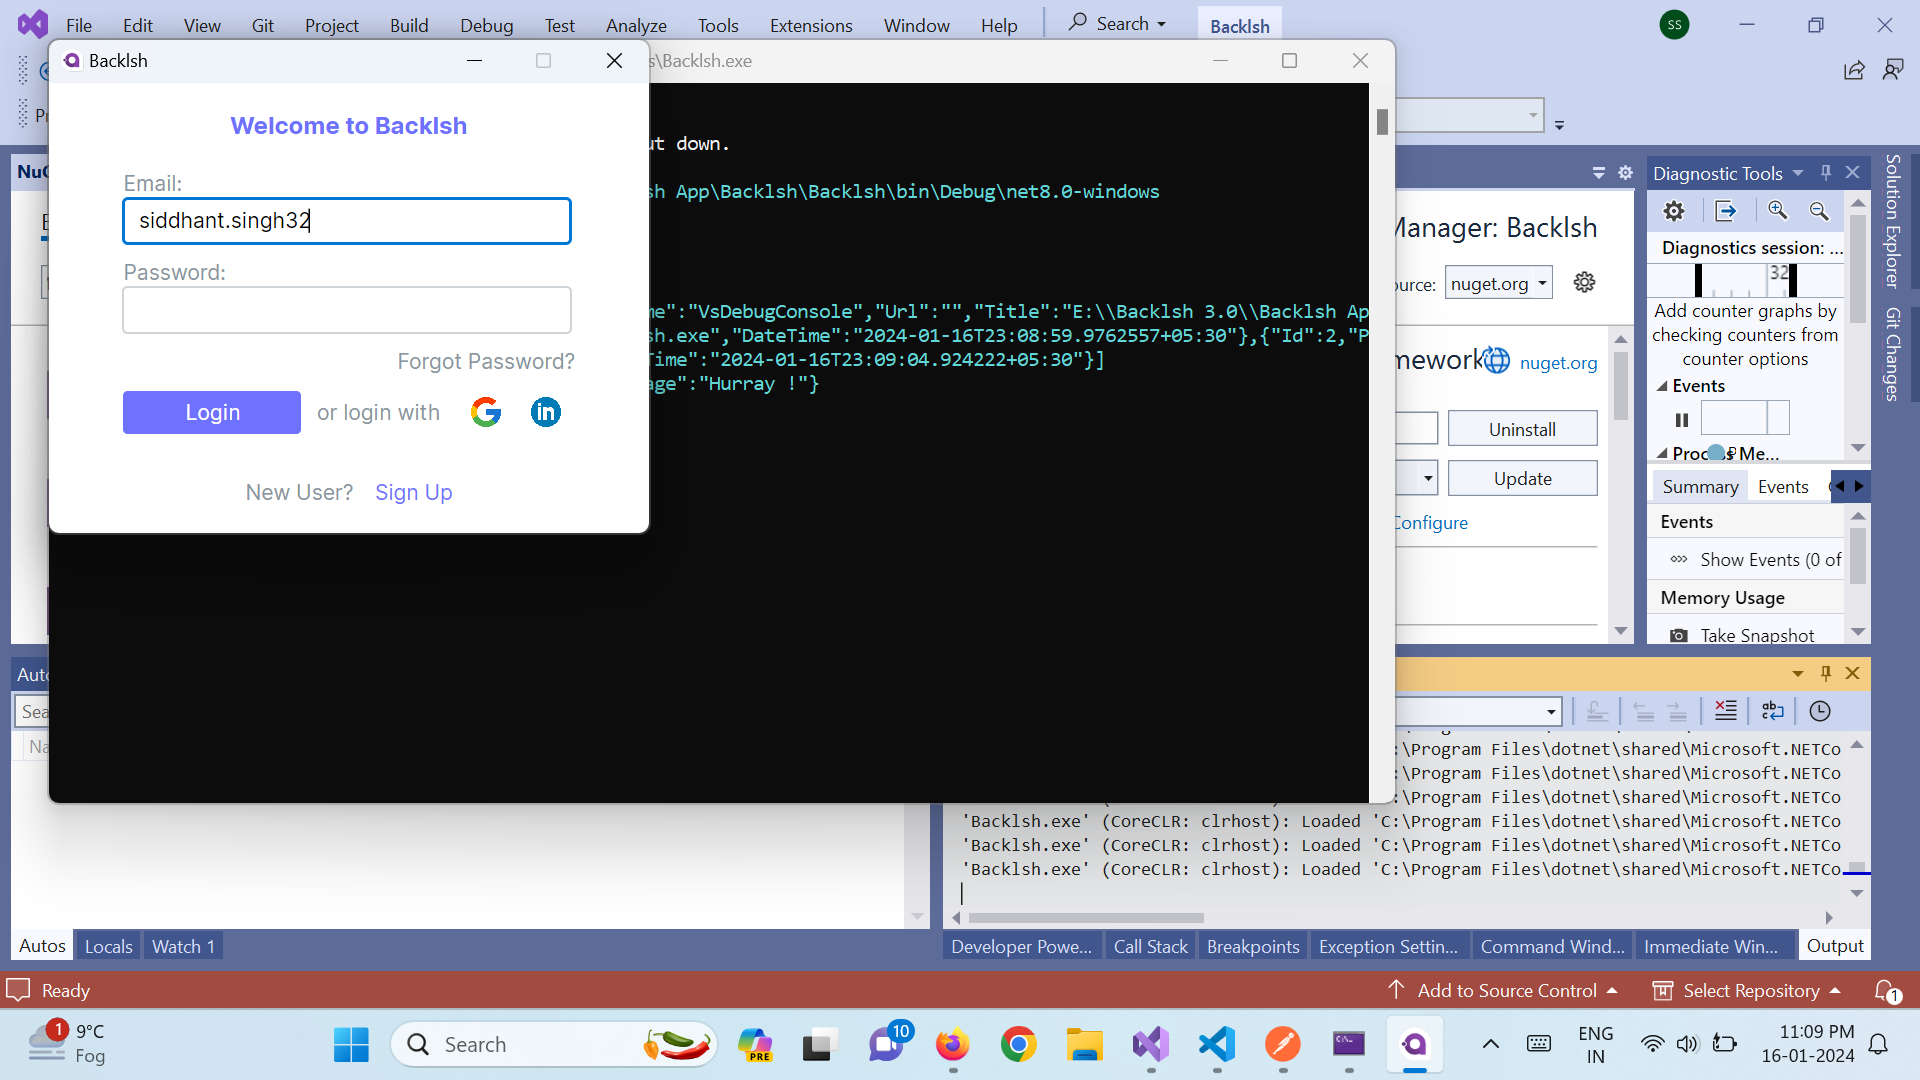 File Edit View Git Project Build Debug Test Analyze Tools Extensions Window Help Search Backlsh SS
Backlsh
s\Backlsh.exe
Welcome to Backlsh
Email:
siddhant.singh32
Password:
Forgot Password?
Login or login with
New User? Sign Up
ut down.
sh App\Backlsh\Backlsh\bin\Debug\net8.0-windows
me":"VsDebugConsole","Url":"","Title":"E:\\Backlsh 3.0\\Backlsh Ap
sh.exe","DateTime":"2024-01-16T23:08:59.9762557+05:30"},{"Id":2,"P
Time":"2024-01-16T23:09:04.924222+05:30"}]
age":"Hurray !"}
Manager: Backlsh
ource: nuget.org
mework nuget.org
Uninstall
Update
Configure
Diagnostic Tools
Diagnostics session: ...
32
Add counter graphs by
checking counters from
counter options
Events
Process Me...
Summary Events
Events
Show Events (0 of
Memory Usage
Take Snapshot
Solution Explorer
Git Changes
:\Program Files\dotnet\shared\Microsoft.NETCo
:\Program Files\dotnet\shared\Microsoft.NETCo
:\Program Files\dotnet\shared\Microsoft.NETCo
'Backlsh.exe' (CoreCLR: clrhost): Loaded 'C:\Program Files\dotnet\shared\Microsoft.NETCo
'Backlsh.exe' (CoreCLR: clrhost): Loaded 'C:\Program Files\dotnet\shared\Microsoft.NETCo
'Backlsh.exe' (CoreCLR: clrhost): Loaded 'C:\Program Files\dotnet\shared\Microsoft.NETCo
Autos Locals Watch 1
Developer Powe... Call Stack Breakpoints Exception Settin... Command Wind... Immediate Win... Output
Ready
Add to Source Control Select Repository 1
1 9°C
Fog
Search
PRE
10
ENG
IN
11:09 PM
16-01-2024